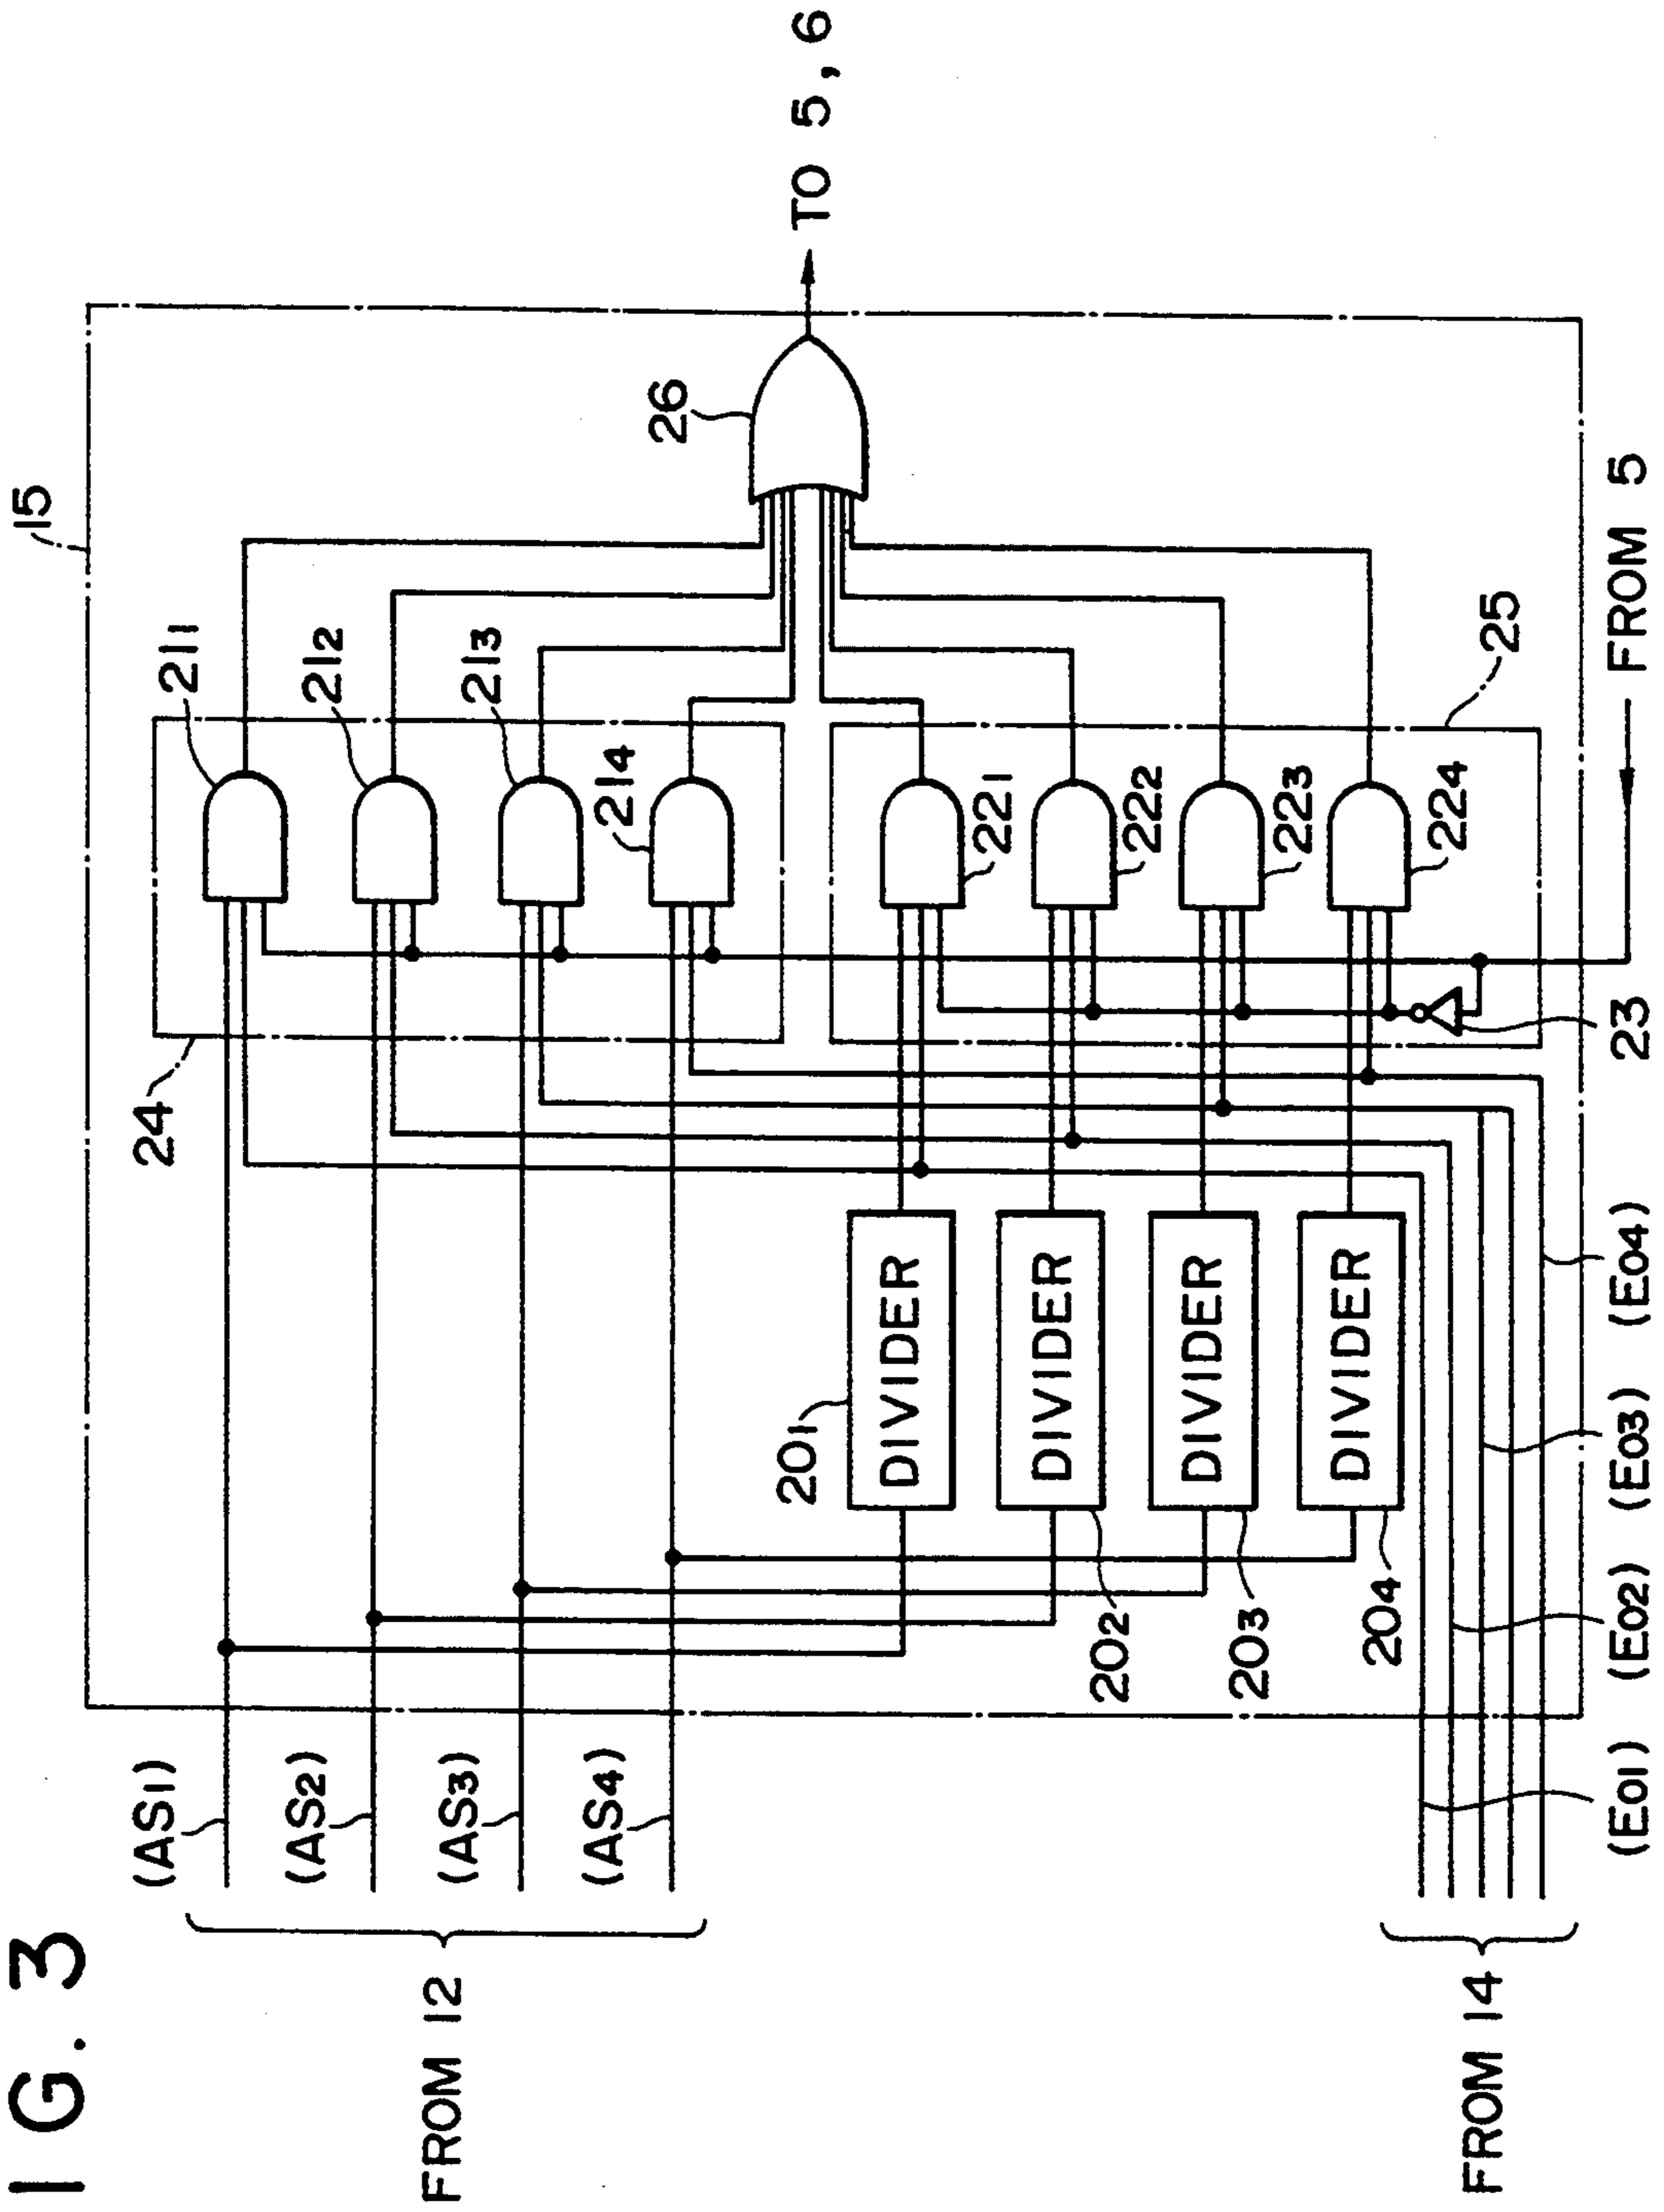 IG. 3
15
TO 5, 6
26
24
25
211
212
213
214
221
222
223
224
FROM 5
23
201
DIVIDER
DIVIDER
202
DIVIDER
203
DIVIDER
204
(AS1)
(AS2)
(AS3)
(AS4)
FROM 12
FROM 14
(E01) (E02) (E03) (E04)